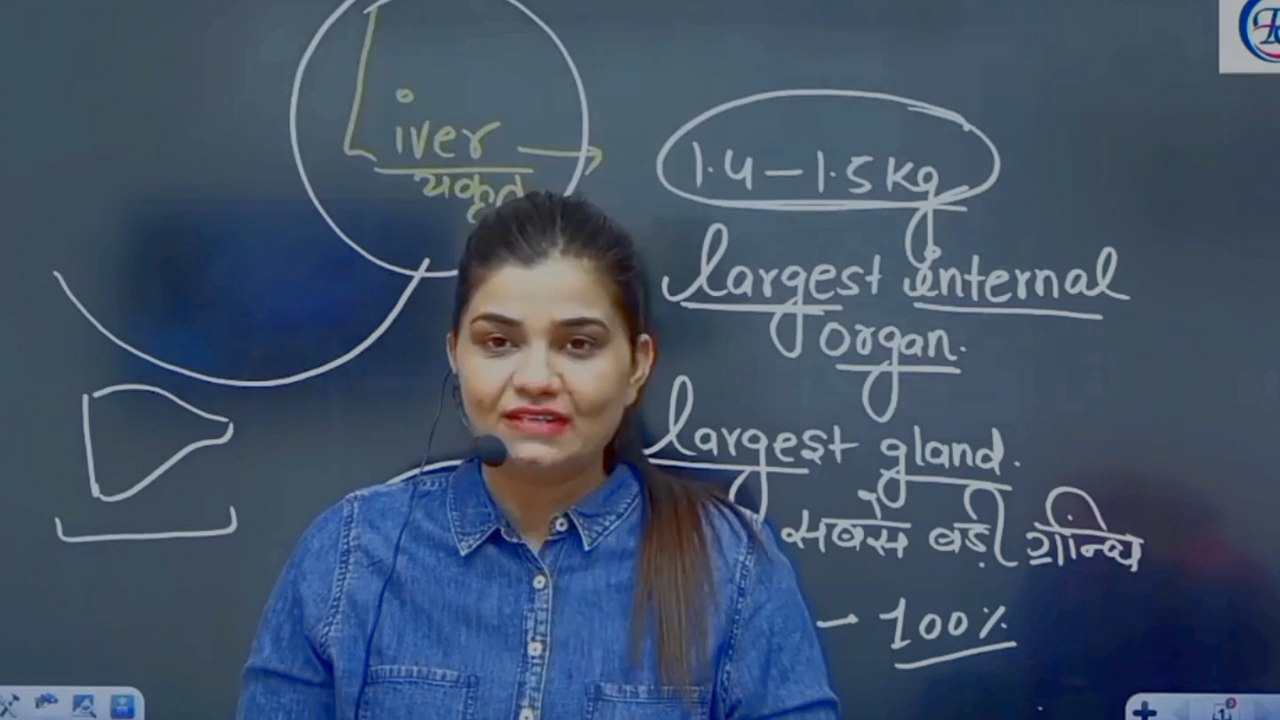 Liver
यकृत
1.4-1.5kg
largest internal
organ.
largest gland.
सबसे बड़ी ग्रन्थि
- 100%